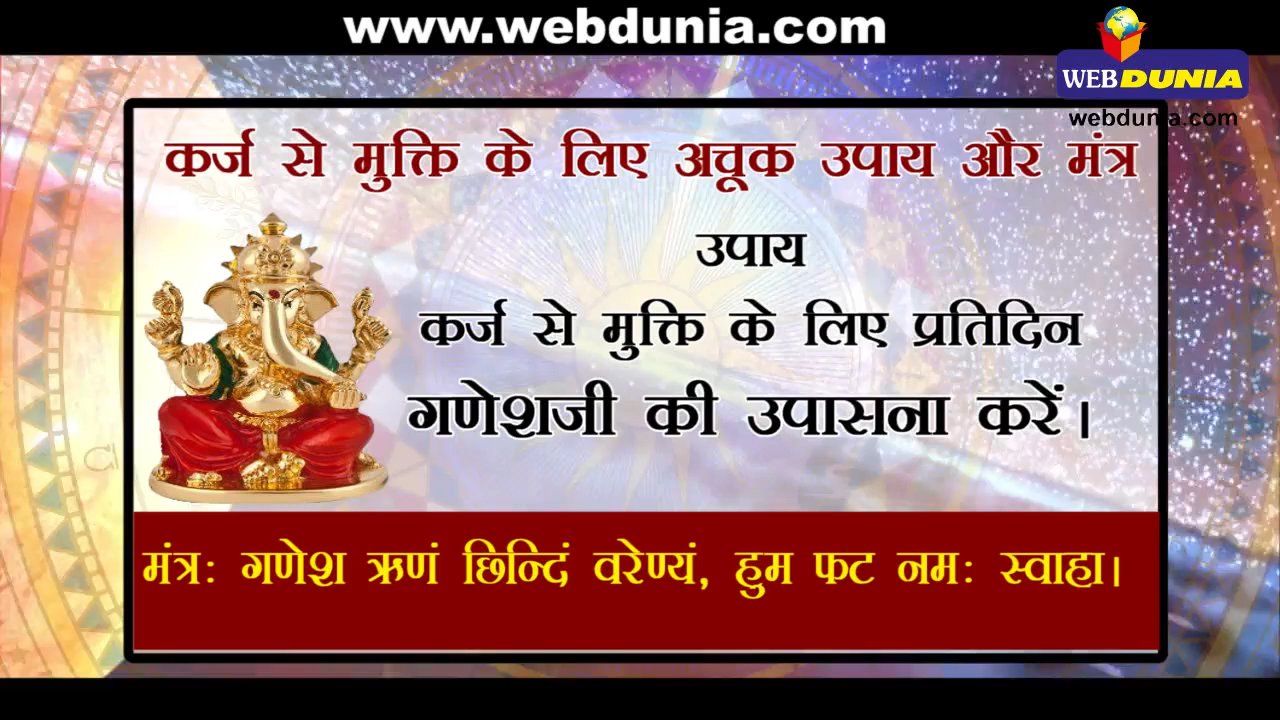 www.webdunia.com
WEBDUNIA
webdunia.com
कर्ज से मुक्ति के लिए अचूक उपाय और मंत्र
उपाय
कर्ज से मुक्ति के लिए प्रतिदिन
गणेशजी की उपासना करें।
मंत्र: गणेश ऋणं छिन्दिं वरेण्यं, हुम फट नम: स्वाहा।